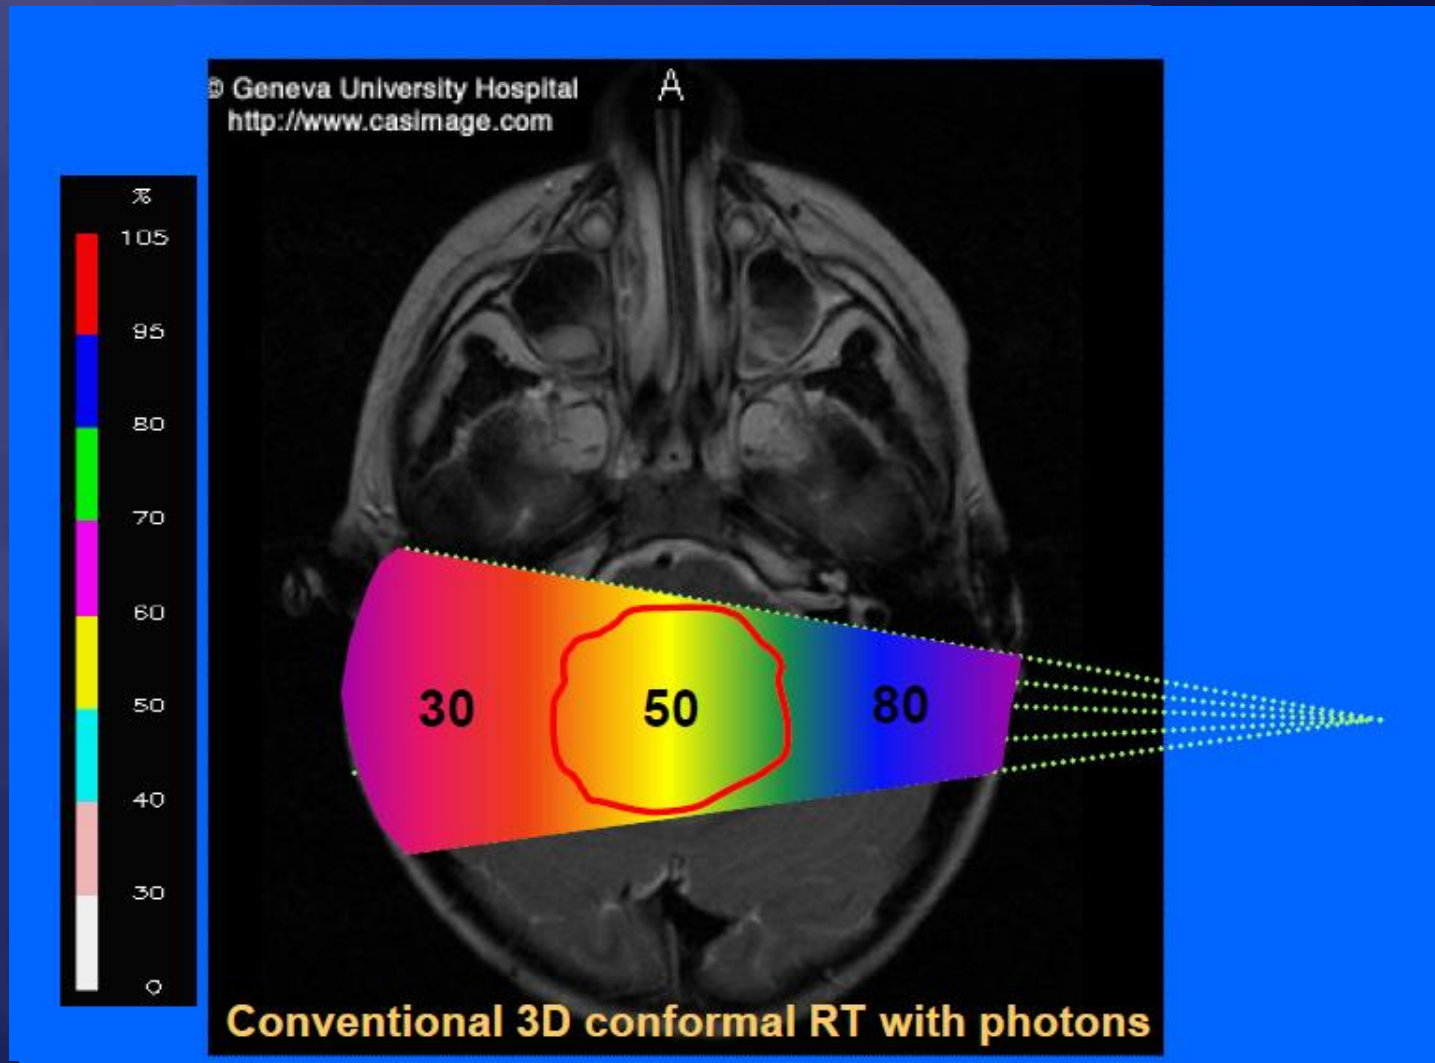 © Geneva University Hospital
http://www.casimage.com
A
%
105
95
80
70
60
50
40
30
0
30 50 80
Conventional 3D conformal RT with photons